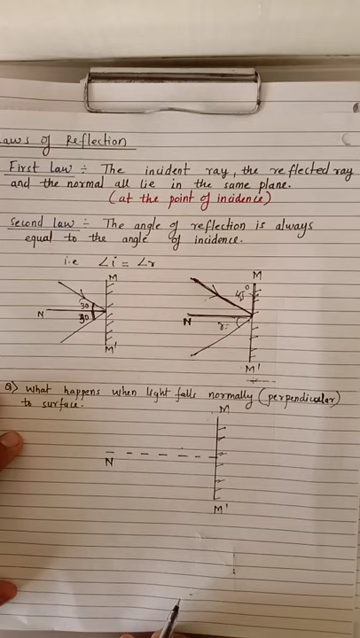 aws of Reflection
First Law :- The incident ray, the reflected ray
and the normal all lie in the same plane.
(at the point of incidence)
Second law :- The angle of reflection is always
equal to the angle of incidence.
i.e ∠i = ∠r
M
N
30
30
M'
M
45°
N
r=
M'
Q) What happens when light falls normally (perpendicular)
to surface.
M
N
M'